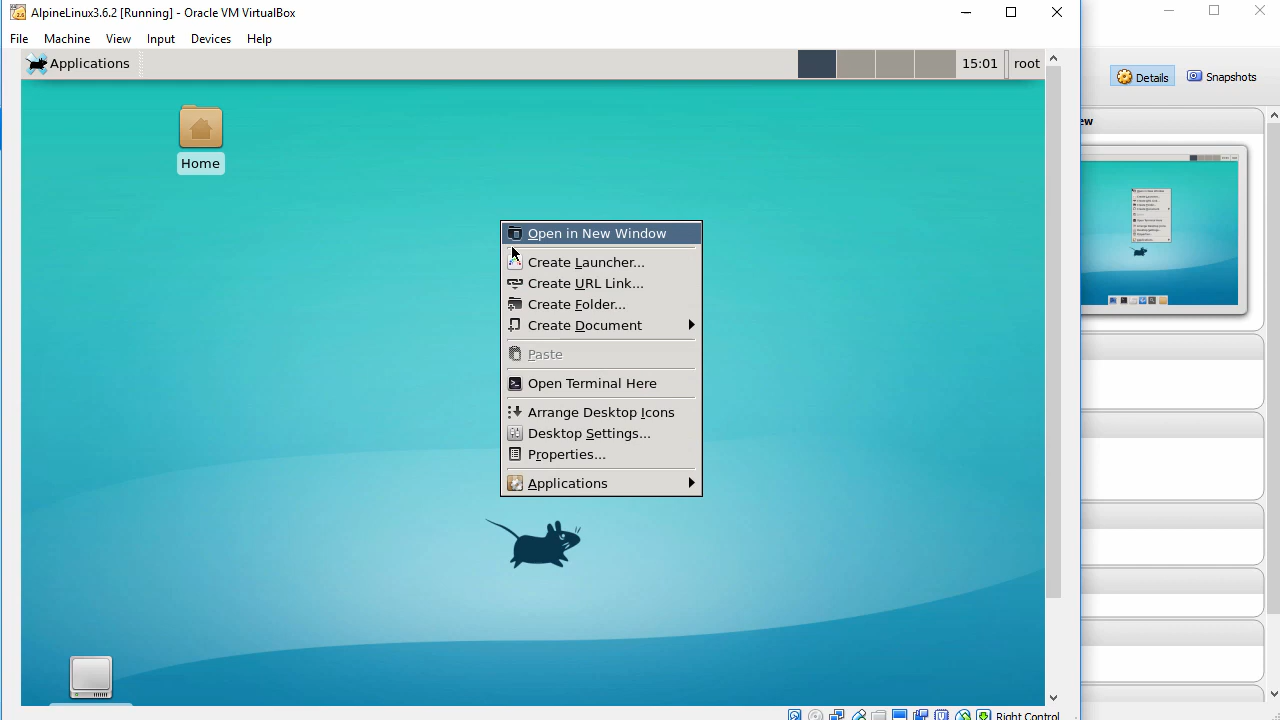 AlpineLinux3.6.2 [Running] - Oracle VM VirtualBox
File Machine View Input Devices Help
Applications 15:01 root
Details Snapshots
ew
Home
Open in New Window
Create Launcher...
Create URL Link...
Create Folder...
Create Document
Paste
Open Terminal Here
Arrange Desktop Icons
Desktop Settings...
Properties...
Applications
Right Control